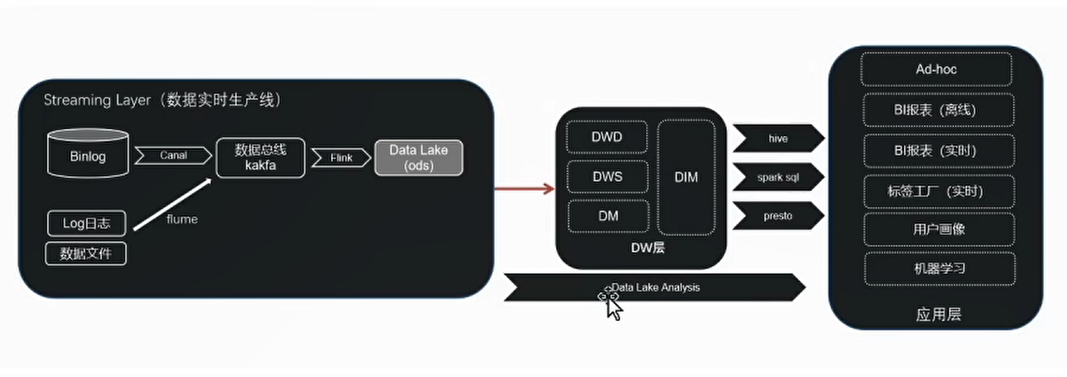 Streaming Layer（数据实时生产线）
Binlog
Canal
数据总线
kakfa
Flink
Data Lake
(ods)
Log日志
flume
数据文件
DWD
DWS
DM
DIM
DW层
hive
spark sql
presto
Data Lake Analysis
Ad-hoc
BI报表（离线）
BI报表（实时）
标签工厂（实时）
用户画像
机器学习
应用层